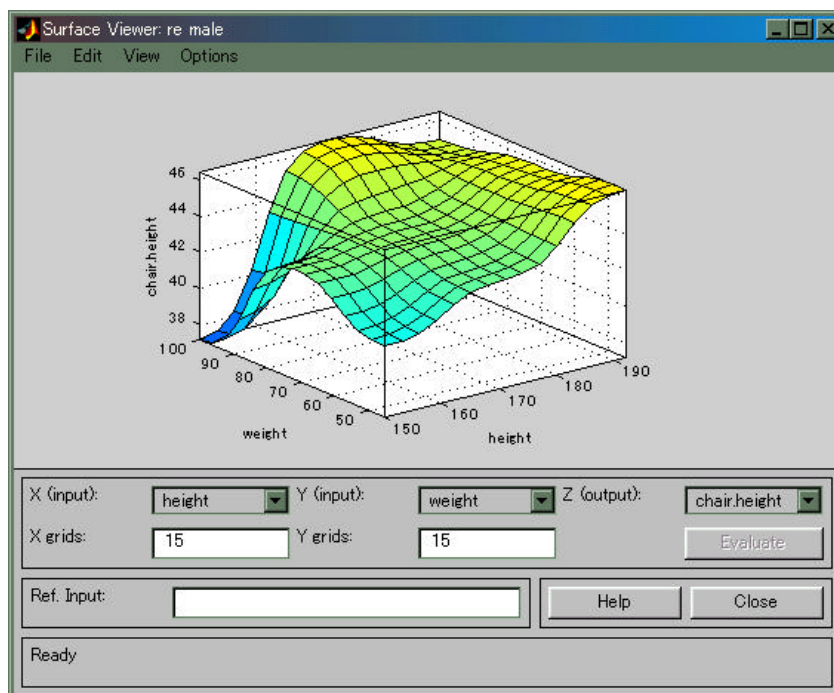 Surface Viewer: re male
File Edit View Options
46
44
42
40
38
chair.height
100
90
80
70
60
50
weight
150
160
170
180
190
height
X (input): height Y (input): weight Z (output): chair.height
X grids: 15 Y grids: 15 Evaluate
Ref. Input: Help Close
Ready